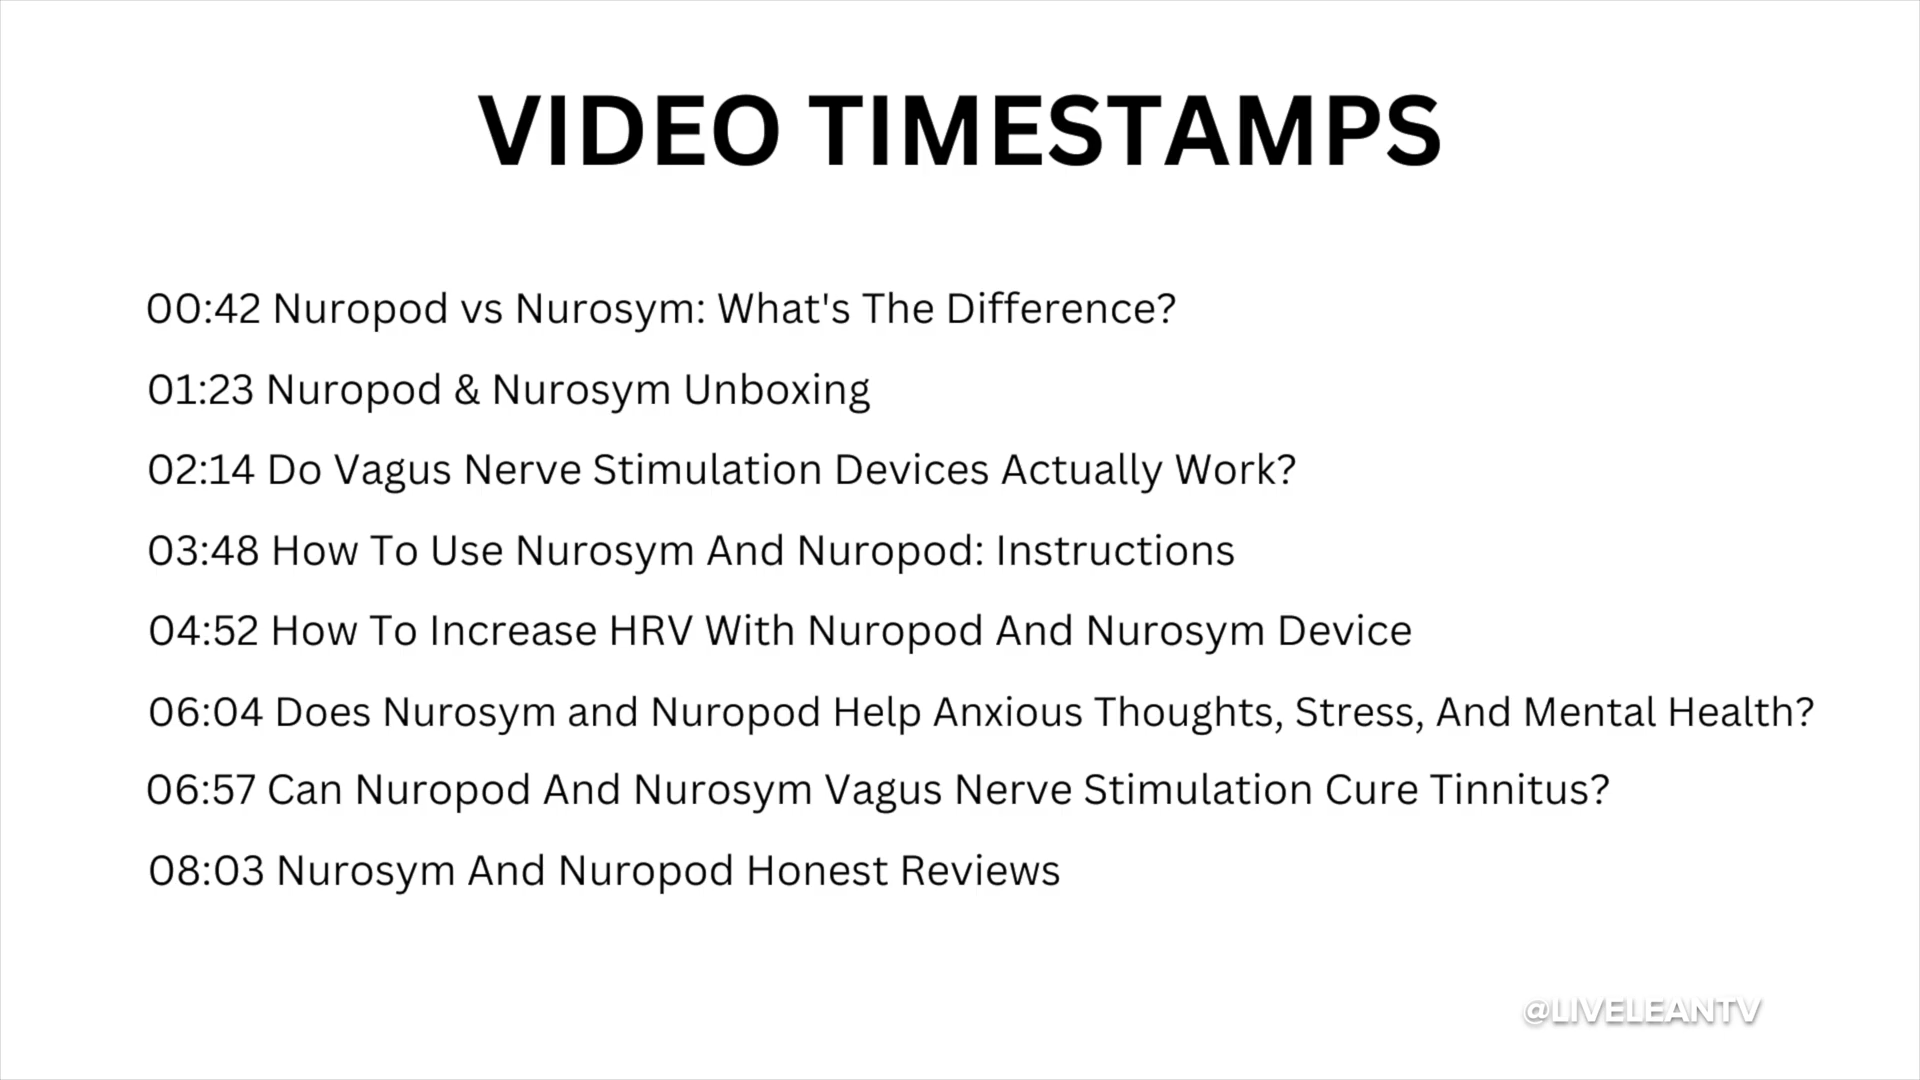 VIDEO TIMESTAMPS
00:42 Nuropod vs Nurosym: What's The Difference?
01:23 Nuropod & Nurosym Unboxing
02:14 Do Vagus Nerve Stimulation Devices Actually Work?
03:48 How To Use Nurosym And Nuropod: Instructions
04:52 How To Increase HRV With Nuropod And Nurosym Device
06:04 Does Nurosym and Nuropod Help Anxious Thoughts, Stress, And Mental Health?
06:57 Can Nuropod And Nurosym Vagus Nerve Stimulation Cure Tinnitus?
08:03 Nurosym And Nuropod Honest Reviews
@LIVELEANTV